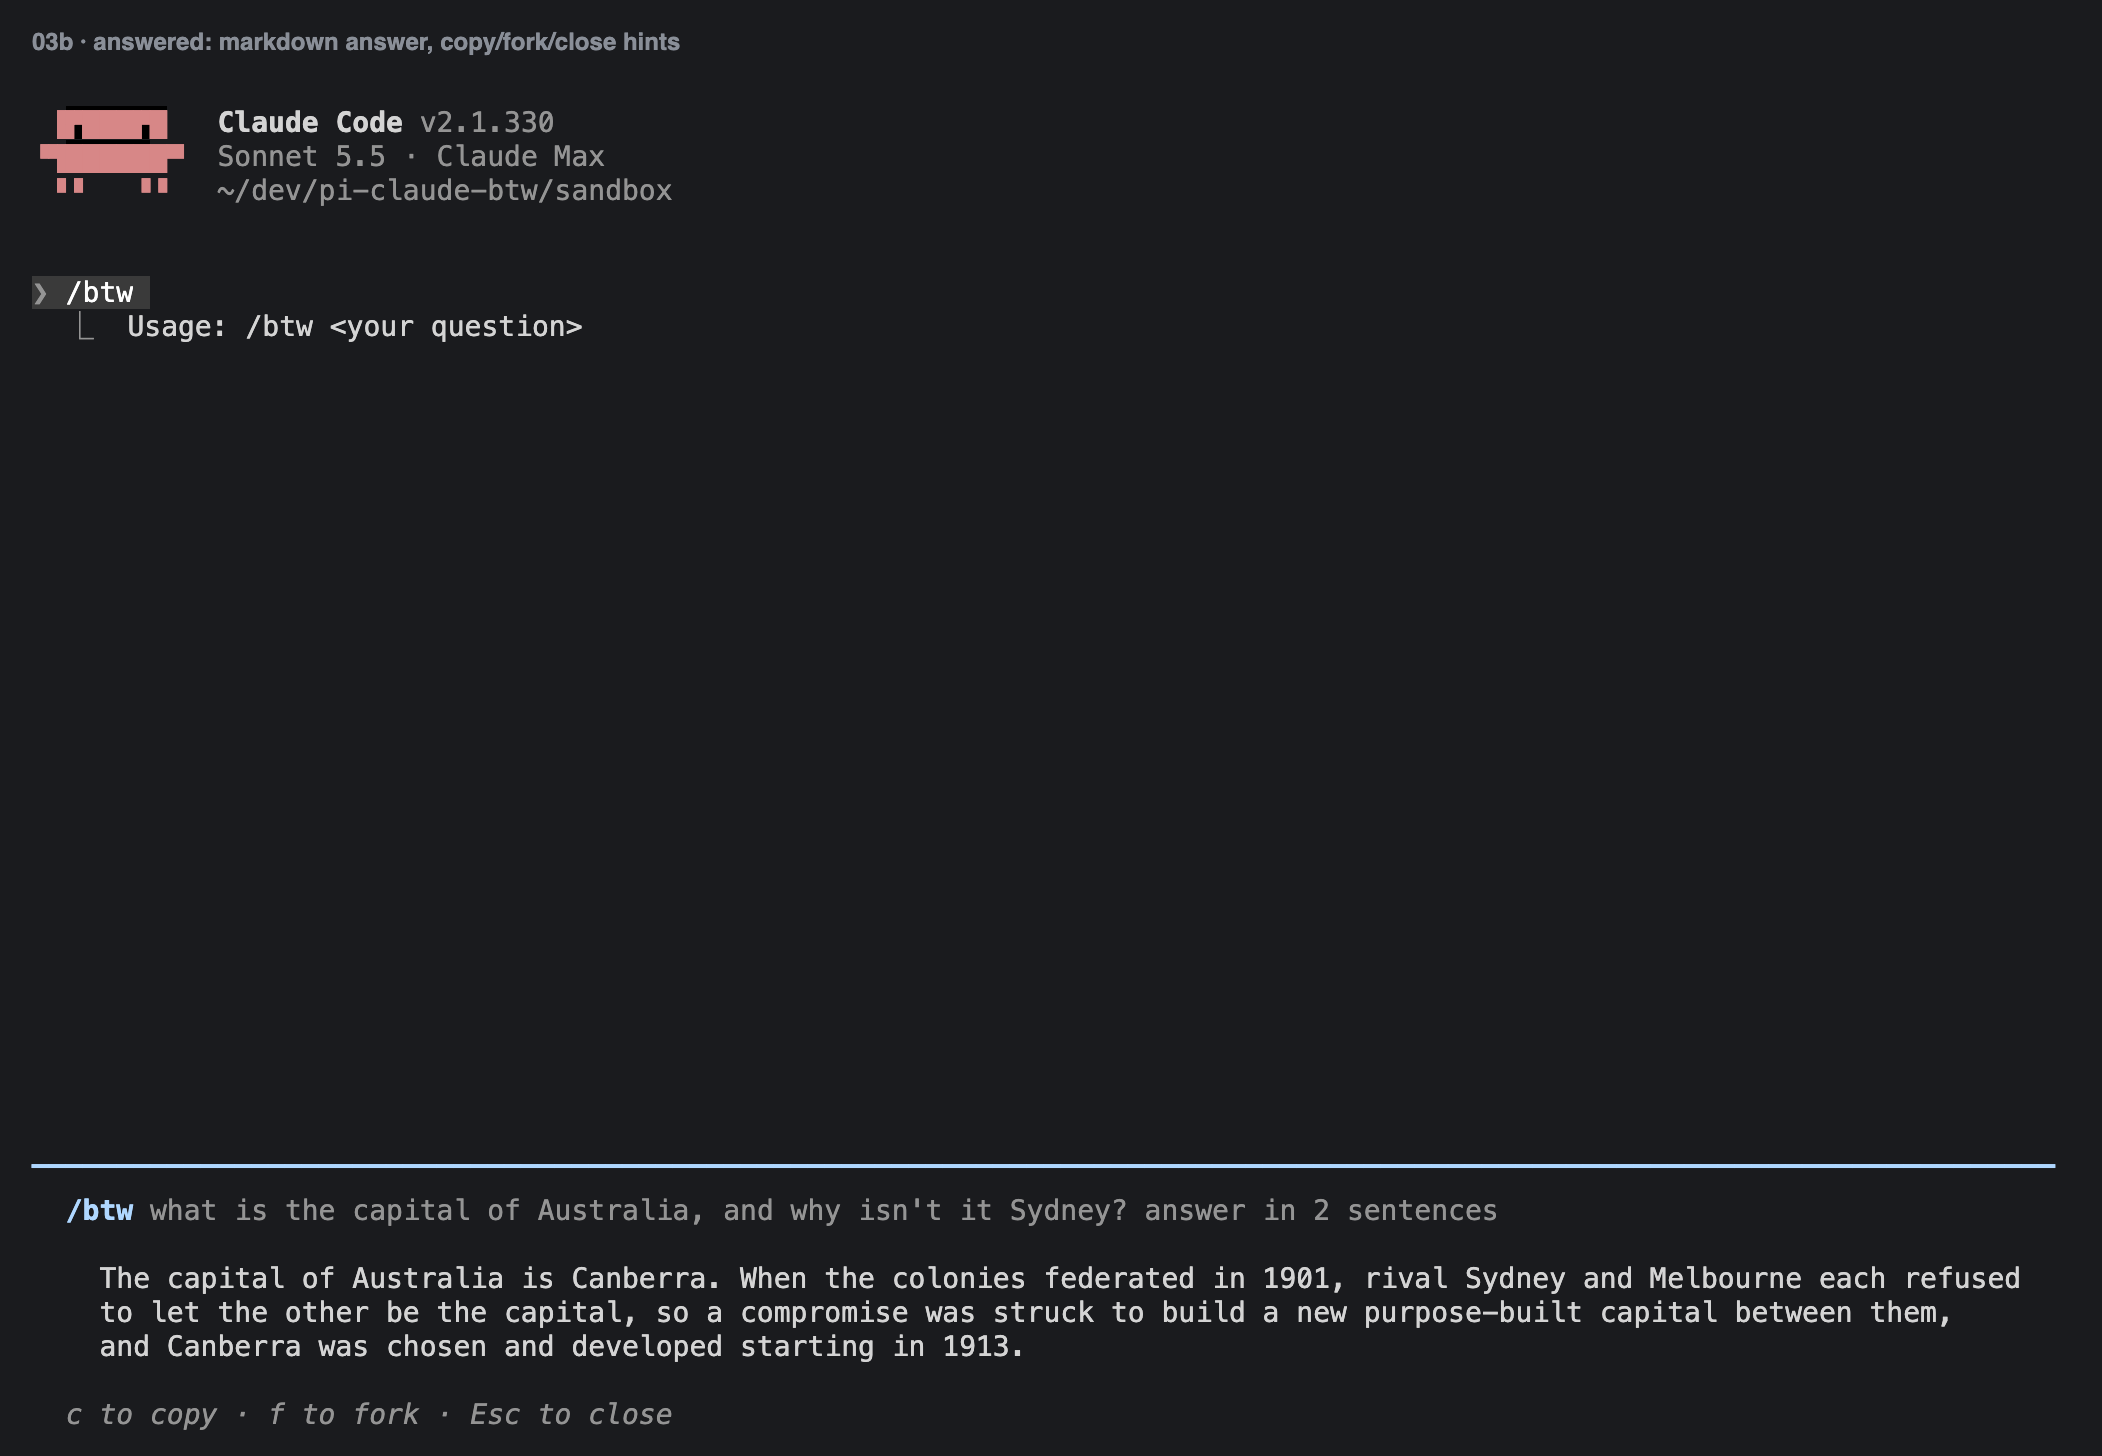 03b · answered: markdown answer, copy/fork/close hints
Claude Code v2.1.330
Sonnet 5.5 · Claude Max
~/dev/pi-claude-btw/sandbox
❯ /btw
⎿  Usage: /btw <your question>
/btw what is the capital of Australia, and why isn't it Sydney? answer in 2 sentences
The capital of Australia is Canberra. When the colonies federated in 1901, rival Sydney and Melbourne each refused
to let the other be the capital, so a compromise was struck to build a new purpose-built capital between them,
and Canberra was chosen and developed starting in 1913.
c to copy · f to fork · Esc to close